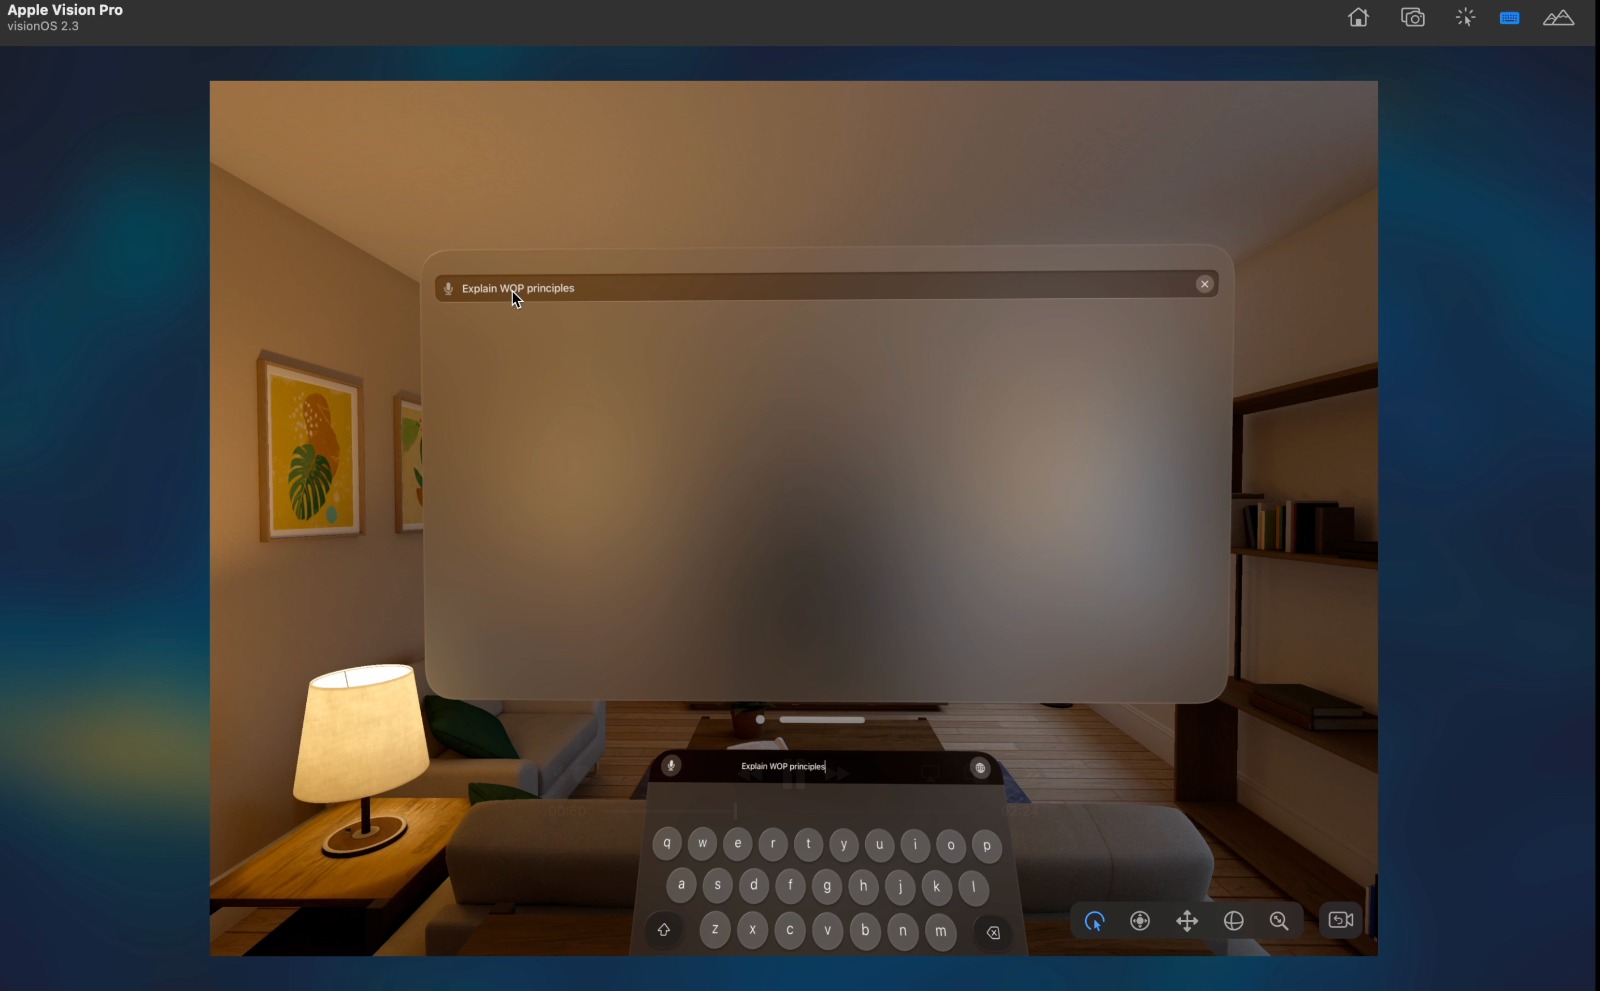 Apple Vision Pro
visionOS 2.3
Explain WOP principles
Explain WOP principles
q w e r t y u i o p
a s d f g h j k l
z x c v b n m